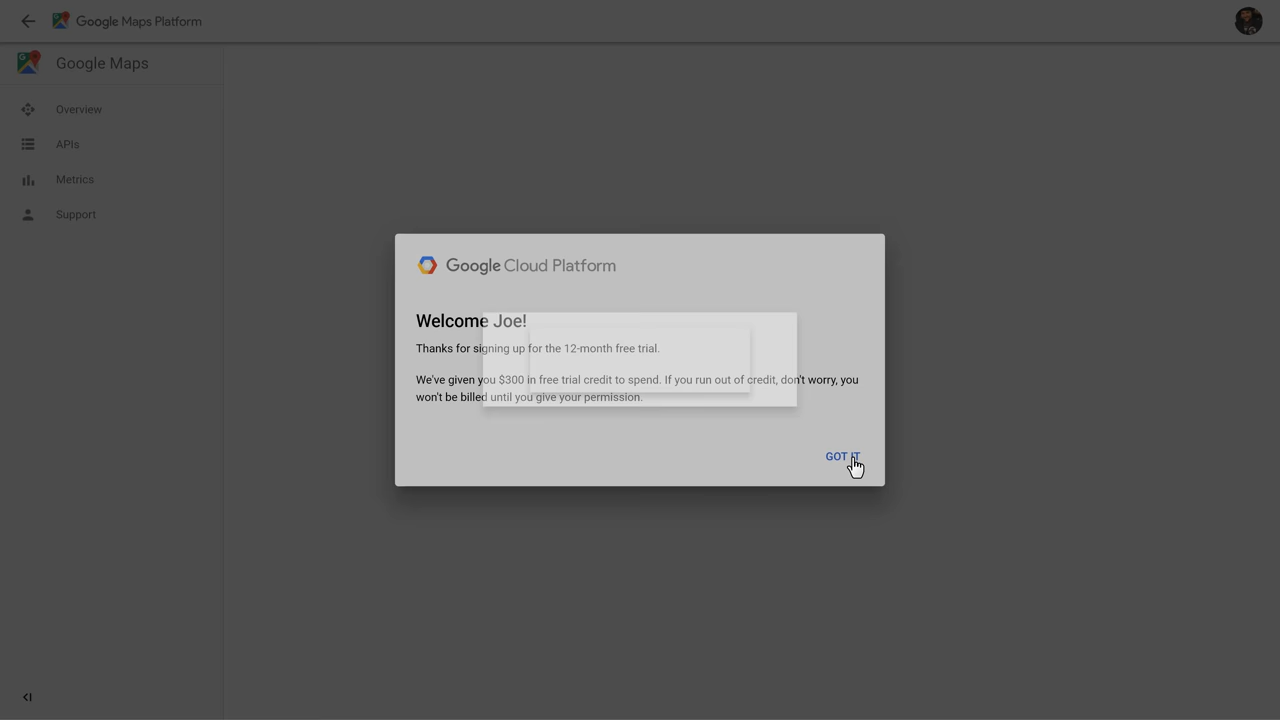 Google Maps Platform
Google Maps
Overview
APIs
Metrics
Support
Google Cloud Platform
Welcome Joe!
Thanks for signing up for the 12-month free trial.
We've given you $300 in free trial credit to spend. If you run out of credit, don't worry, you
won't be billed until you give your permission.
GOT IT